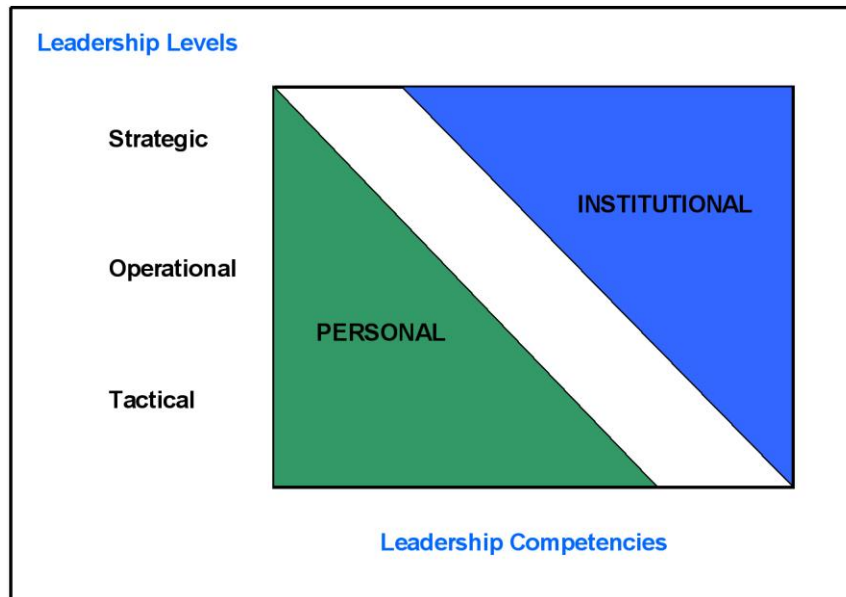 Leadership Levels
Strategic
INSTITUTIONAL
Operational
PERSONAL
Tactical
Leadership Competencies